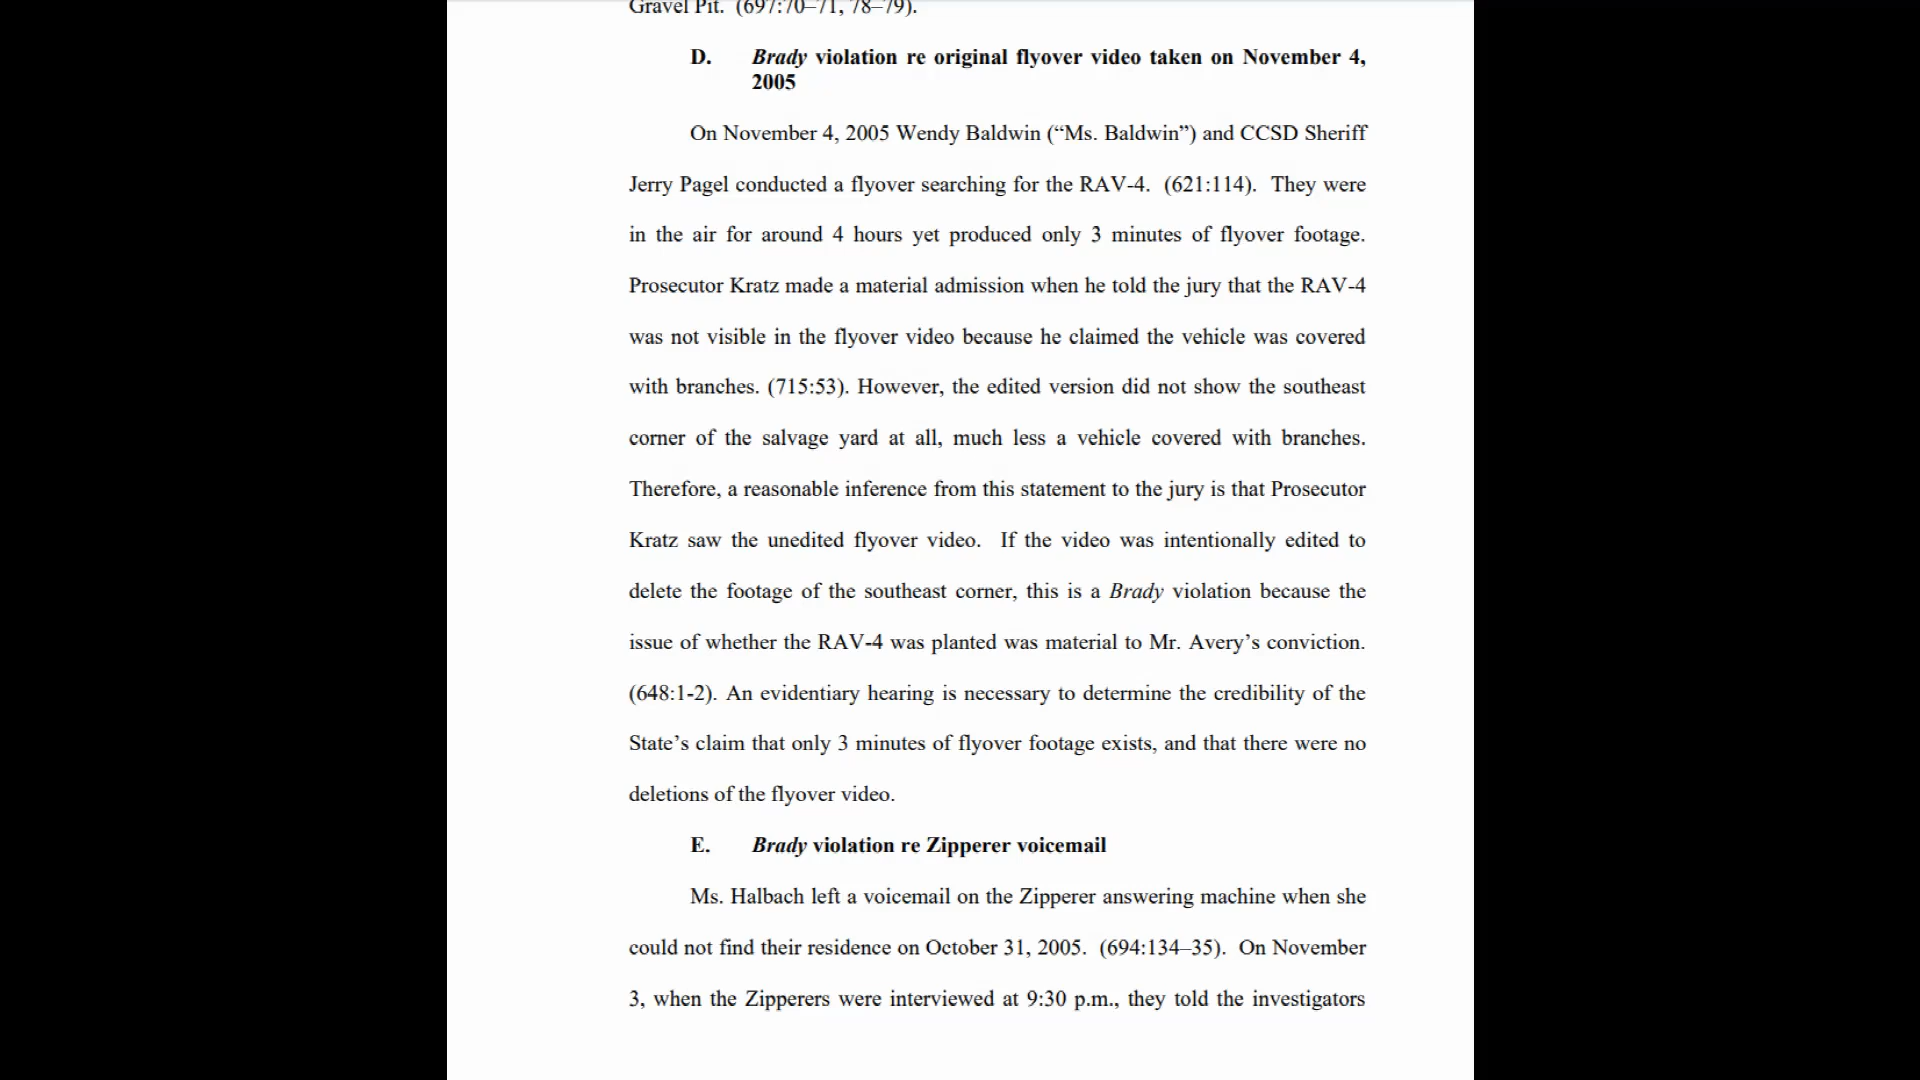 Gravel Pit. (697:70–71, 78–79).
D. Brady violation re original flyover video taken on November 4,
2005
On November 4, 2005 Wendy Baldwin (“Ms. Baldwin”) and CCSD Sheriff
Jerry Pagel conducted a flyover searching for the RAV-4. (621:114). They were
in the air for around 4 hours yet produced only 3 minutes of flyover footage.
Prosecutor Kratz made a material admission when he told the jury that the RAV-4
was not visible in the flyover video because he claimed the vehicle was covered
with branches. (715:53). However, the edited version did not show the southeast
corner of the salvage yard at all, much less a vehicle covered with branches.
Therefore, a reasonable inference from this statement to the jury is that Prosecutor
Kratz saw the unedited flyover video. If the video was intentionally edited to
delete the footage of the southeast corner, this is a Brady violation because the
issue of whether the RAV-4 was planted was material to Mr. Avery’s conviction.
(648:1-2). An evidentiary hearing is necessary to determine the credibility of the
State’s claim that only 3 minutes of flyover footage exists, and that there were no
deletions of the flyover video.
E. Brady violation re Zipperer voicemail
Ms. Halbach left a voicemail on the Zipperer answering machine when she
could not find their residence on October 31, 2005. (694:134–35). On November
3, when the Zipperers were interviewed at 9:30 p.m., they told the investigators